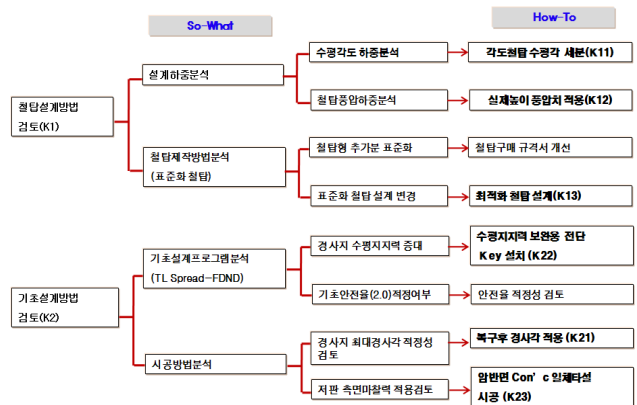 So-What
How-To
철탑설계방법
검토(K1)
설계하중분석
수평각도 하중분석
각도철탑 수평각 세분(K11)
철탑풍압하중분석
실제높이 풍압치 적용(K12)
철탑제작방법분석
(표준화 철탑)
철탑형 추가분 표준화
철탑구매 규격서 개선
표준화 철탑 설계 변경
최적화 철탑 설계(K13)
기초설계방법
검토(K2)
기초설계프로그램분석
(TL Spread-FDND)
경사지 수평지지력 증대
수평지지력 보완용 전단
Key 설치 (K22)
기초안전율(2.0)적정여부
안전율 적정성 검토
시공방법분석
경사지 최대경사각 적정성
검토
복구후 경사각 적용 (K21)
저판 측면마찰력 적용검토
암반면 Con’c 일체타설
시공 (K23)